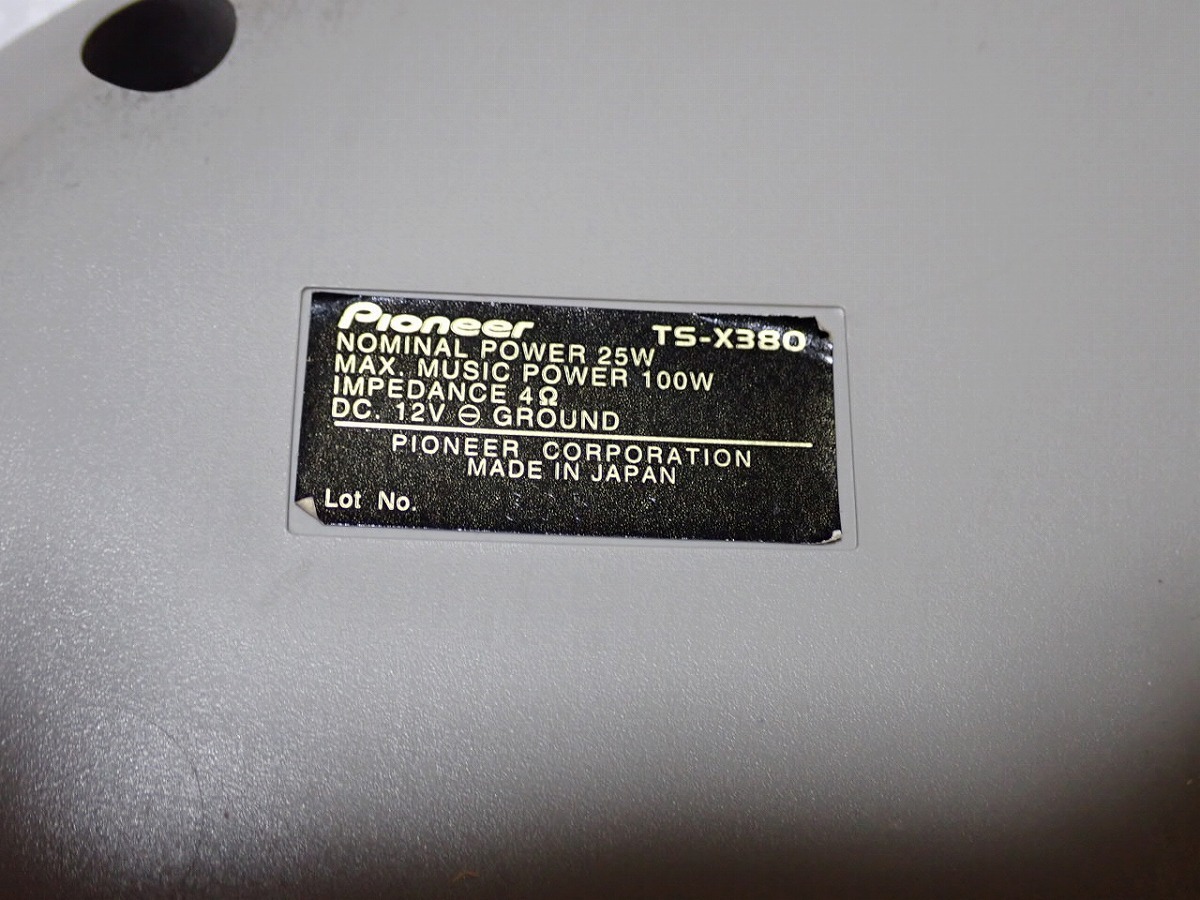 Pioneer TS-X380
NOMINAL POWER 25W
MAX. MUSIC POWER 100W
IMPEDANCE 4Ω
DC. 12V ⊖ GROUND
PIONEER CORPORATION
MADE IN JAPAN
Lot No.